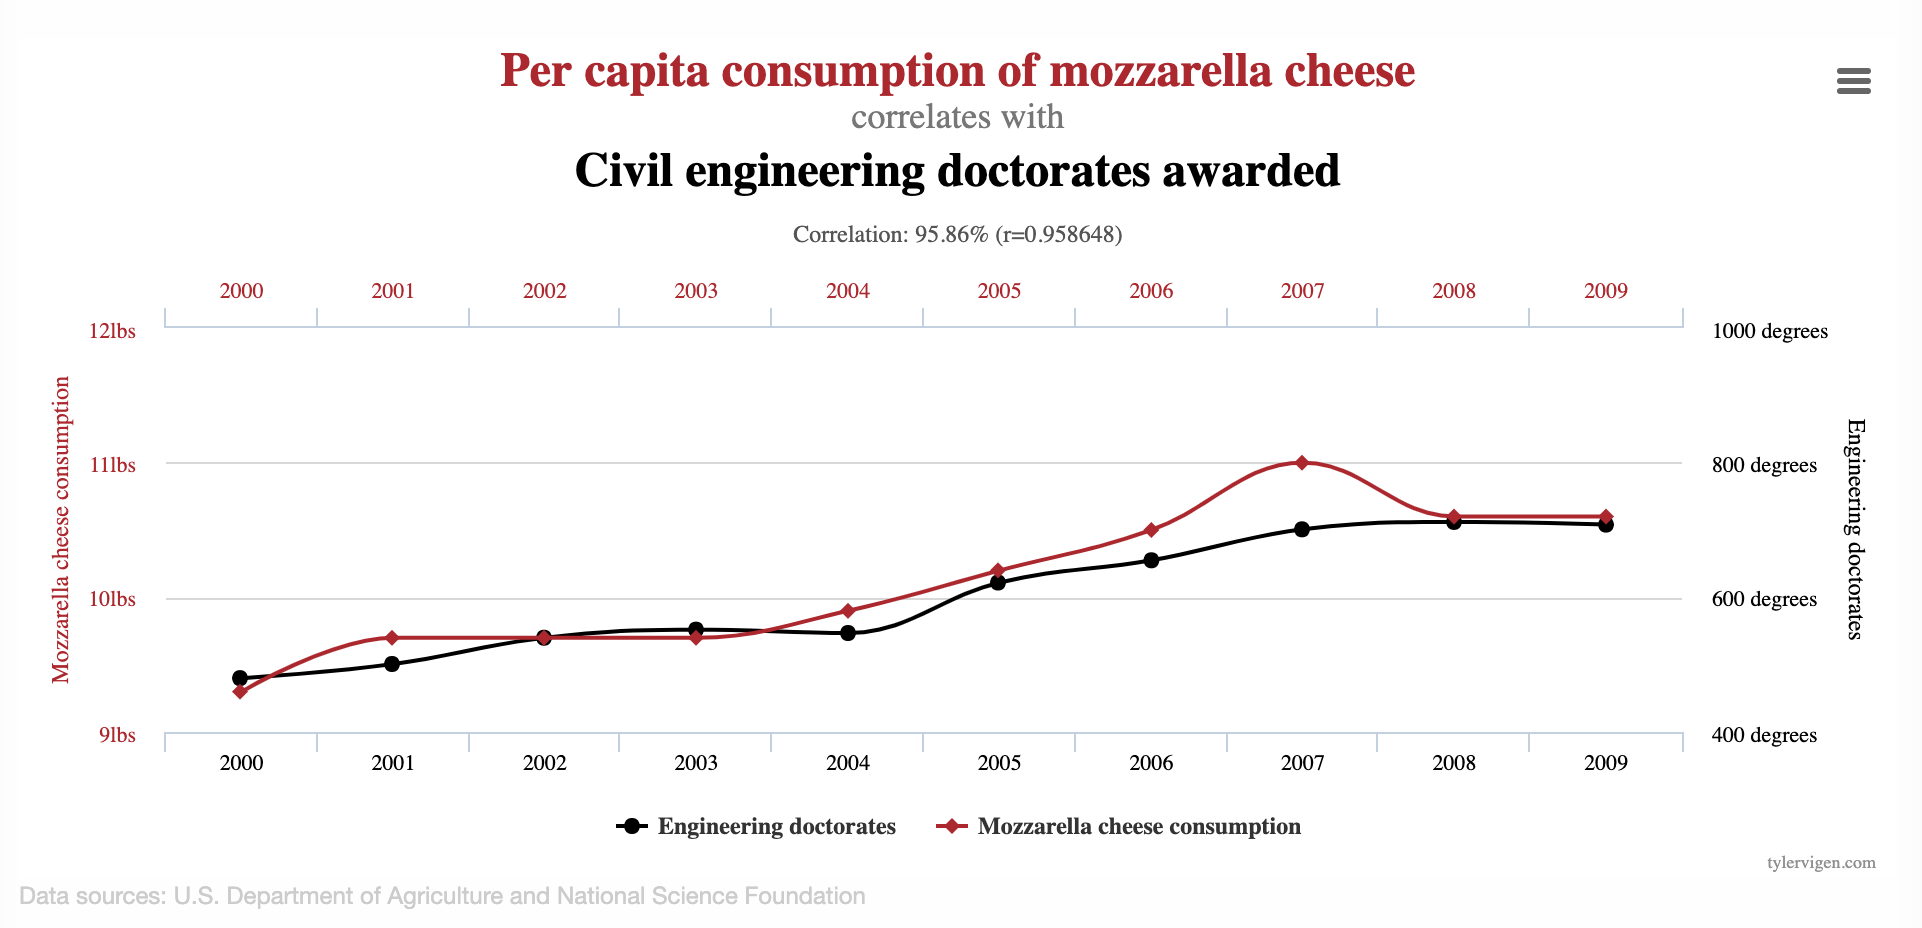 Per capita consumption of mozzarella cheese
correlates with
Civil engineering doctorates awarded
Correlation: 95.86% (r=0.958648)
2000 2001 2002 2003 2004 2005 2006 2007 2008 2009
12lbs 1000 degrees
Mozzarella cheese consumption
Engineering doctorates
11lbs 800 degrees
10lbs 600 degrees
9lbs 400 degrees
2000 2001 2002 2003 2004 2005 2006 2007 2008 2009
Engineering doctorates Mozzarella cheese consumption
tylervigen.com
Data sources: U.S. Department of Agriculture and National Science Foundation